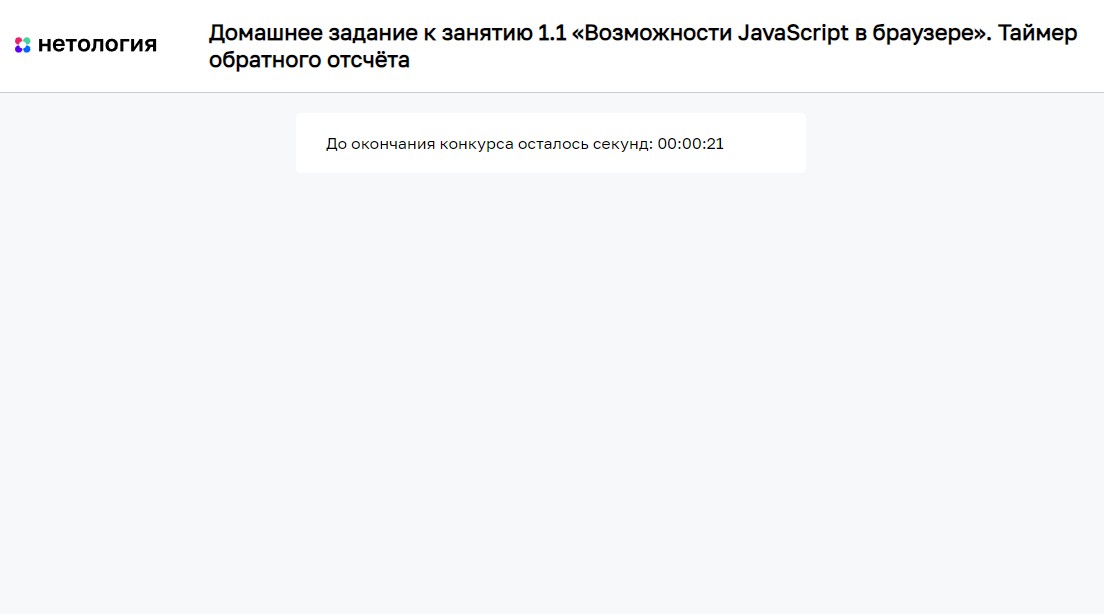 нетология
Домашнее задание к занятию 1.1 «Возможности JavaScript в браузере». Таймер
обратного отсчёта
До окончания конкурса осталось секунд: 00:00:21